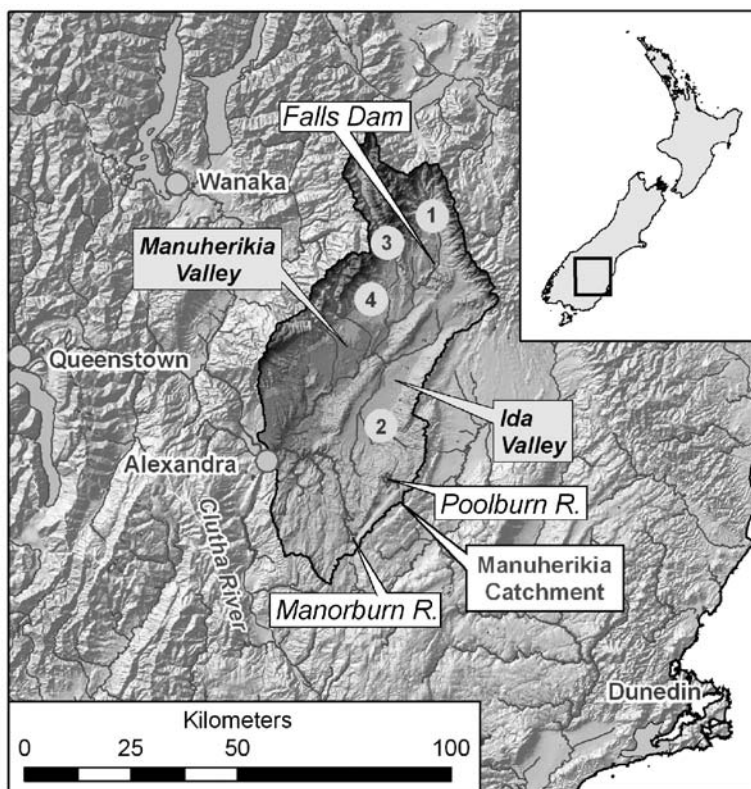 Falls Dam
Wanaka
1
3
Manuherikia
Valley
4
Queenstown
Ida
Valley
2
Alexandra
Poolburn R.
Clutha River
Manuherikia
Catchment
Manorburn R.
Dunedin
Kilometers
0 25 50 100